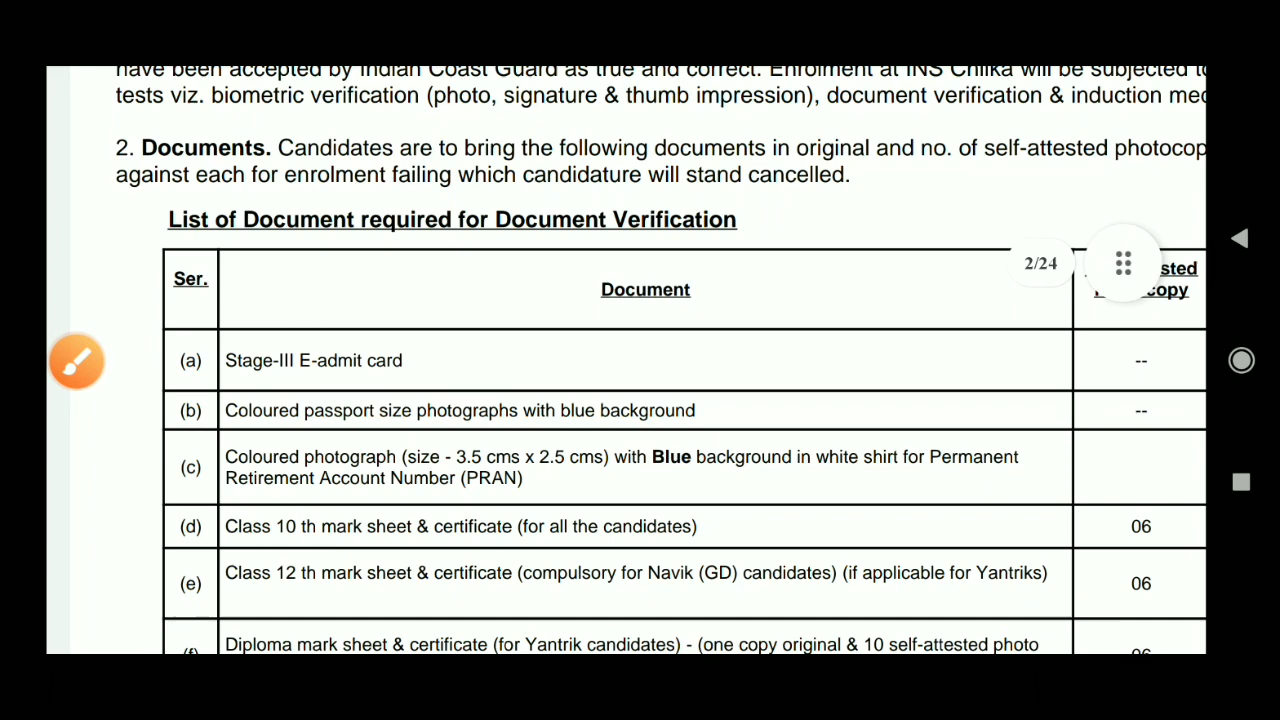 have been accepted by Indian Coast Guard as true and correct. Enrolment at INS Chilka will be subjected
tests viz. biometric verification (photo, signature & thumb impression), document verification & induction
2. Documents. Candidates are to bring the following documents in original and no. of self-attested
against each for enrolment failing which candidature will stand cancelled.
List of Document required for Document Verification
2/24
Ser.
Document
(a) Stage-III E-admit card --
(b) Coloured passport size photographs with blue background --
(c) Coloured photograph (size - 3.5 cms x 2.5 cms) with Blue background in white shirt for Permanent
Retirement Account Number (PRAN)
(d) Class 10 th mark sheet & certificate (for all the candidates) 06
(e) Class 12 th mark sheet & certificate (compulsory for Navik (GD) candidates) (if applicable for Yantriks) 06
(f) Diploma mark sheet & certificate (for Yantrik candidates) - (one copy original & 10 self-attested photo 06